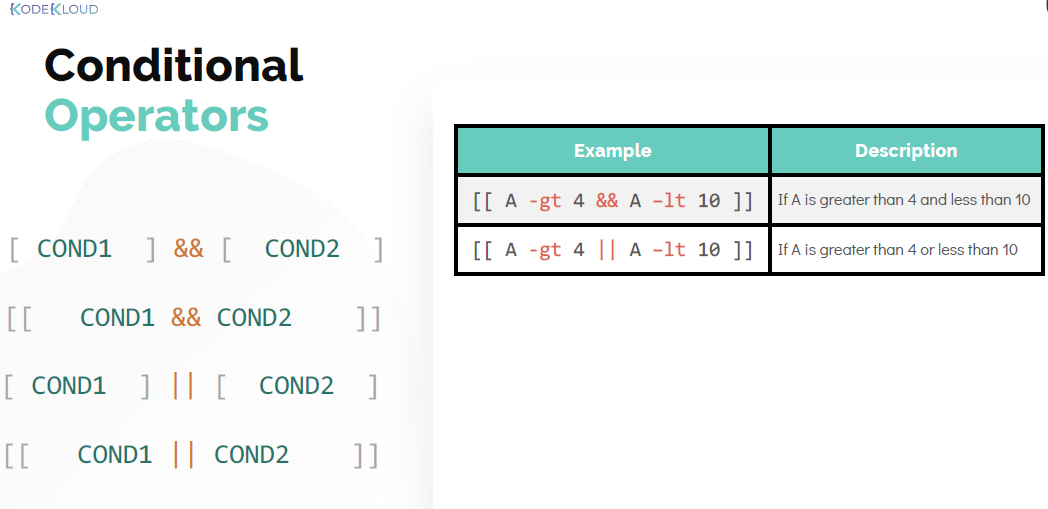 KODEKLOUD
Conditional
Operators
[ COND1 ] && [ COND2 ]
[[ COND1 && COND2 ]]
[ COND1 ] || [ COND2 ]
[[ COND1 || COND2 ]]
Example Description
[[ A -gt 4 && A –lt 10 ]] If A is greater than 4 and less than 10
[[ A -gt 4 || A –lt 10 ]] If A is greater than 4 or less than 10